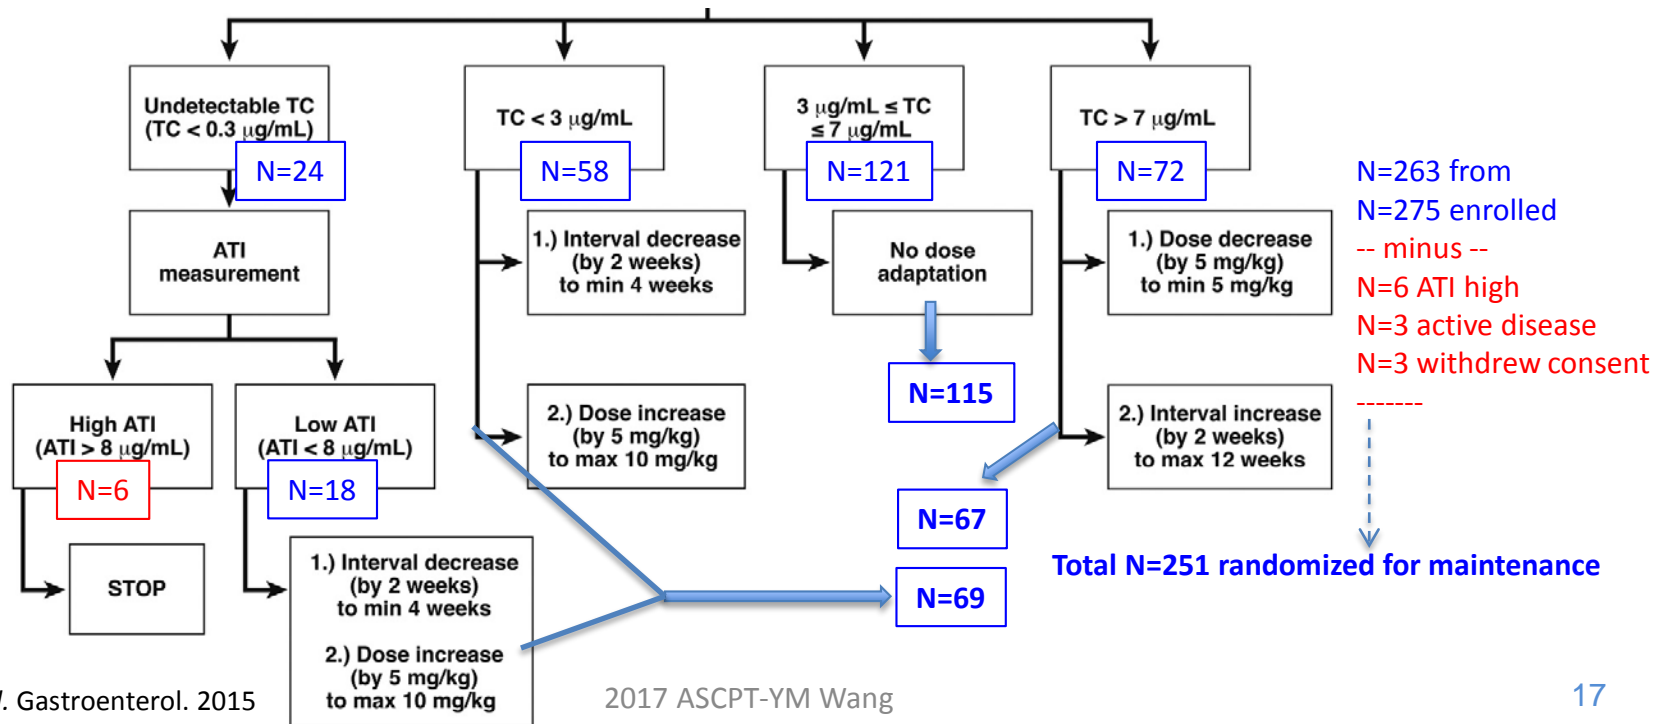 Undetectable TC
(TC < 0.3 μg/mL)
N=24
TC < 3 μg/mL
N=58
3 μg/mL ≤ TC
≤ 7 μg/mL
N=121
TC > 7 μg/mL
N=72
ATI
measurement
1.) Interval decrease
(by 2 weeks)
to min 4 weeks
No dose
adaptation
1.) Dose decrease
(by 5 mg/kg)
to min 5 mg/kg
N=263 from
N=275 enrolled
-- minus --
N=6 ATI high
N=3 active disease
N=3 withdrew consent
-------
High ATI
(ATI > 8 μg/mL)
N=6
Low ATI
(ATI < 8 μg/mL)
N=18
2.) Dose increase
(by 5 mg/kg)
to max 10 mg/kg
N=115
2.) Interval increase
(by 2 weeks)
to max 12 weeks
N=67
STOP
1.) Interval decrease
(by 2 weeks)
to min 4 weeks
2.) Dose increase
(by 5 mg/kg)
to max 10 mg/kg
N=69
Total N=251 randomized for maintenance
Gastroenterol. 2015
2017 ASCPT-YM Wang
17